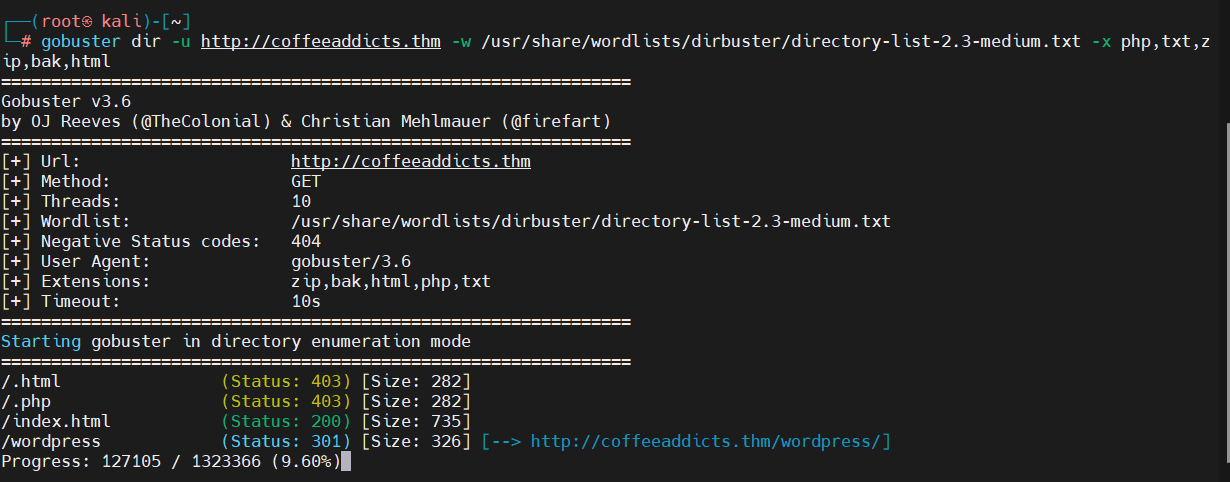 ┌──(root㉿ kali)-[~]
└─# gobuster dir -u http://coffeeaddicts.thm -w /usr/share/wordlists/dirbuster/directory-list-2.3-medium.txt -x php,txt,z
ip,bak,html
===============================================================
Gobuster v3.6
by OJ Reeves (@TheColonial) & Christian Mehlmauer (@firefart)
===============================================================
[+] Url:                     http://coffeeaddicts.thm
[+] Method:                  GET
[+] Threads:                 10
[+] Wordlist:                /usr/share/wordlists/dirbuster/directory-list-2.3-medium.txt
[+] Negative Status codes:   404
[+] User Agent:              gobuster/3.6
[+] Extensions:              zip,bak,html,php,txt
[+] Timeout:                 10s
===============================================================
Starting gobuster in directory enumeration mode
===============================================================
/.html                (Status: 403) [Size: 282]
/.php                 (Status: 403) [Size: 282]
/index.html           (Status: 200) [Size: 735]
/wordpress            (Status: 301) [Size: 326] [--> http://coffeeaddicts.thm/wordpress/]
Progress: 127105 / 1323366 (9.60%)